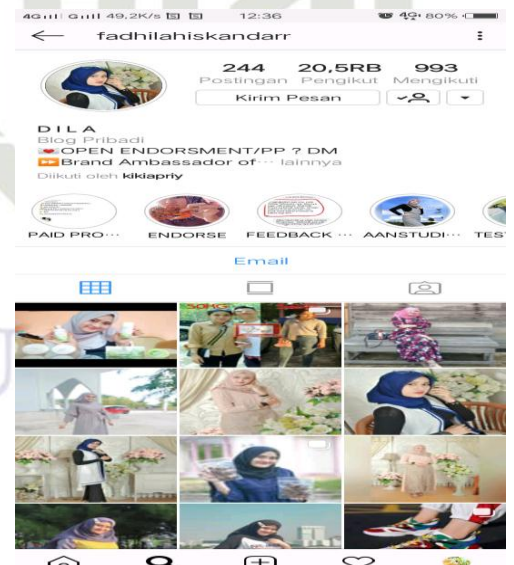 4G 49,2K/s 12:36 4G 80%
fadhilahiskandarr
244 20,5RB 993
Postingan Pengikut Mengikuti
Kirim Pesan
D I L A
Blog Pribadi
OPEN ENDORSMENT/PP ? DM
Brand Ambassador of··· lainnya
Diikuti oleh kikiapriy
PAID PRO··· ENDORSE FEEDBACK ··· AANSTUDI··· TES
Email